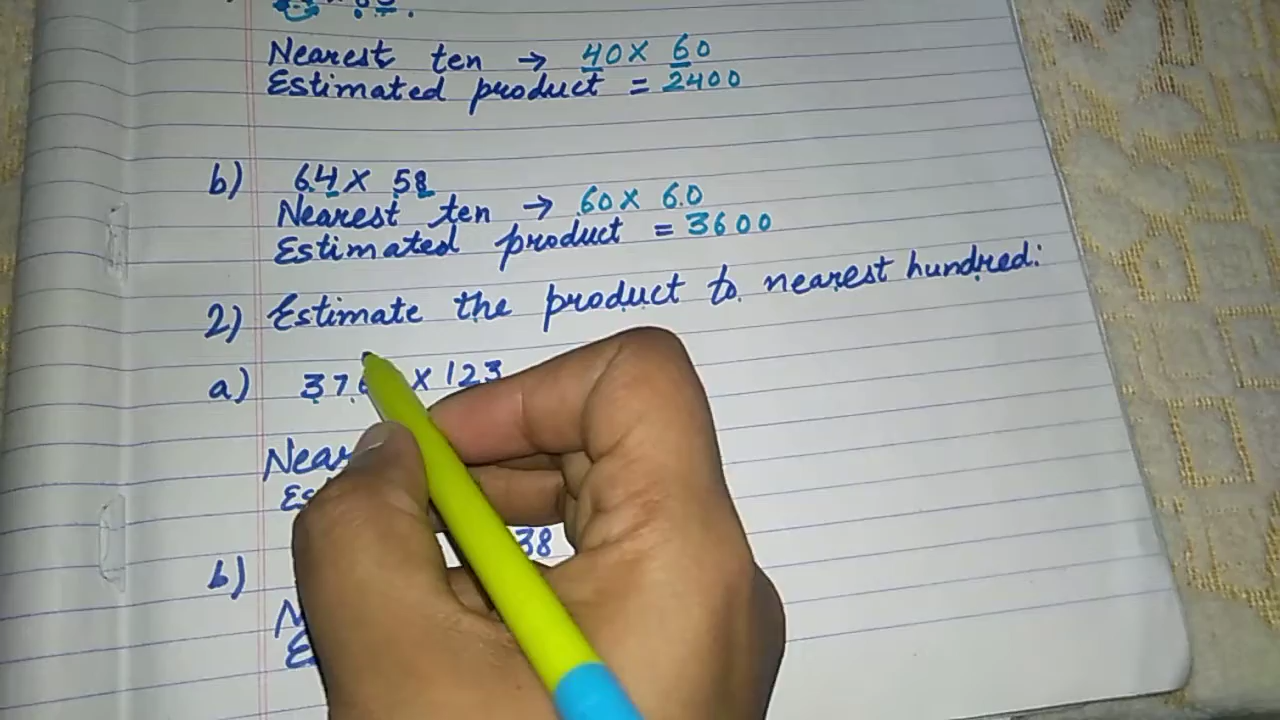 Nearest ten → 40 × 60
Estimated product = 2400
b) 64 × 58
Nearest ten → 60 × 60
Estimated product = 3600
2) Estimate the product to nearest hundred:
a) 376 × 123
b) 38